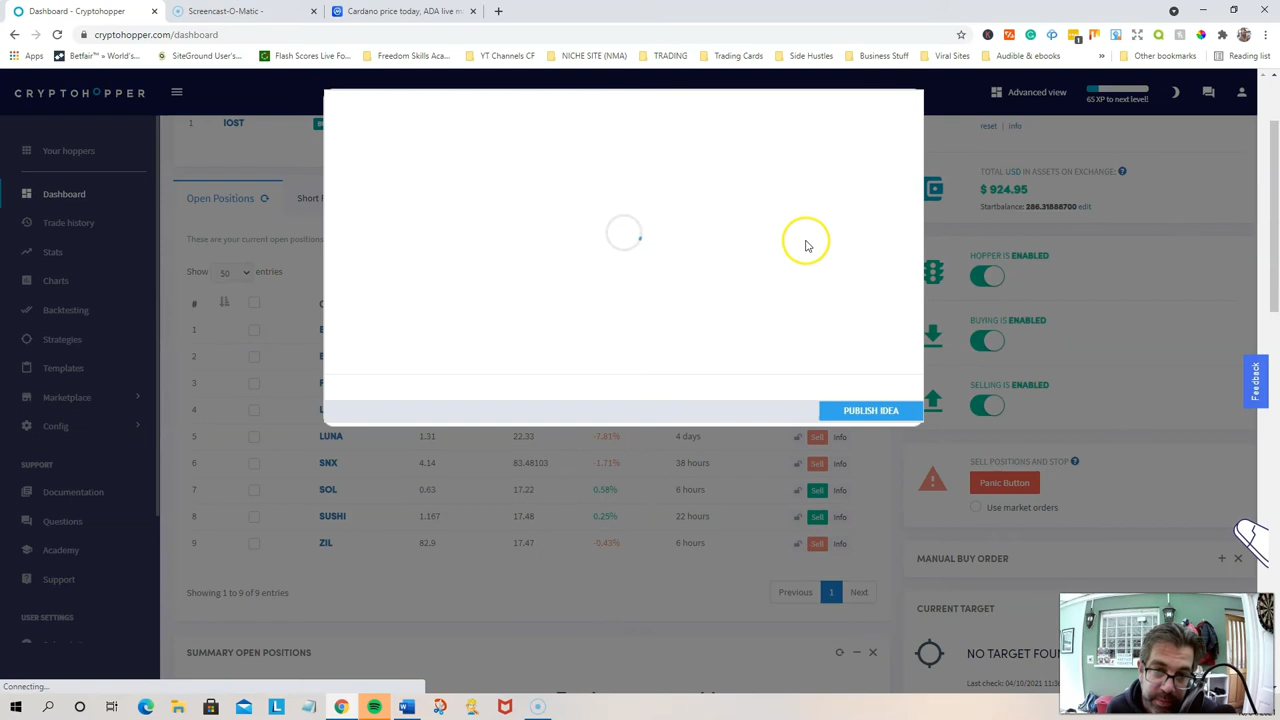 Dashboard - Cryptohopper
Screencast-O-Matic
Cardano price today, ADA live m
cryptohopper.com/dashboard
Apps
Betfair™ » World's...
SiteGround User's...
Flash Scores Live Fo...
Freedom Skills Aca...
YT Channels CF
NICHE SITE (NMA)
TRADING
Trading Cards
Side Hustles
Business Stuff
Viral Sites
Audible & ebooks
»
Other bookmarks
Reading list
CRYPTOHOPPER
Advanced view
65 XP to next level!
1 IOST
reset | info
Your hoppers
Dashboard
Trade history
Stats
Charts
Backtesting
Strategies
Templates
Marketplace
Config
SUPPORT
Documentation
Questions
Academy
Support
USER SETTINGS
Open Positions
Short
These are your current open positions
Show 50 entries
#
1
2
3
4
PUBLISH IDEA
5 LUNA 1.31 22.33 -7.81% 4 days Sell Info
6 SNX 4.14 83.48103 -1.71% 38 hours Sell Info
7 SOL 0.63 17.22 0.58% 6 hours Sell Info
8 SUSHI 1.167 17.48 0.25% 22 hours Sell Info
9 ZIL 82.9 17.47 -0.43% 6 hours Sell Info
Showing 1 to 9 of 9 entries
Previous 1 Next
SUMMARY OPEN POSITIONS
TOTAL USD IN ASSETS ON EXCHANGE:
$ 924.95
Startbalance: 286.31588700 edit
HOPPER IS ENABLED
BUYING IS ENABLED
SELLING IS ENABLED
SELL POSITIONS AND STOP
Panic Button
Use market orders
Feedback
MANUAL BUY ORDER
CURRENT TARGET
NO TARGET FOU
Last check: 04/10/2021 11:3
Connecting...